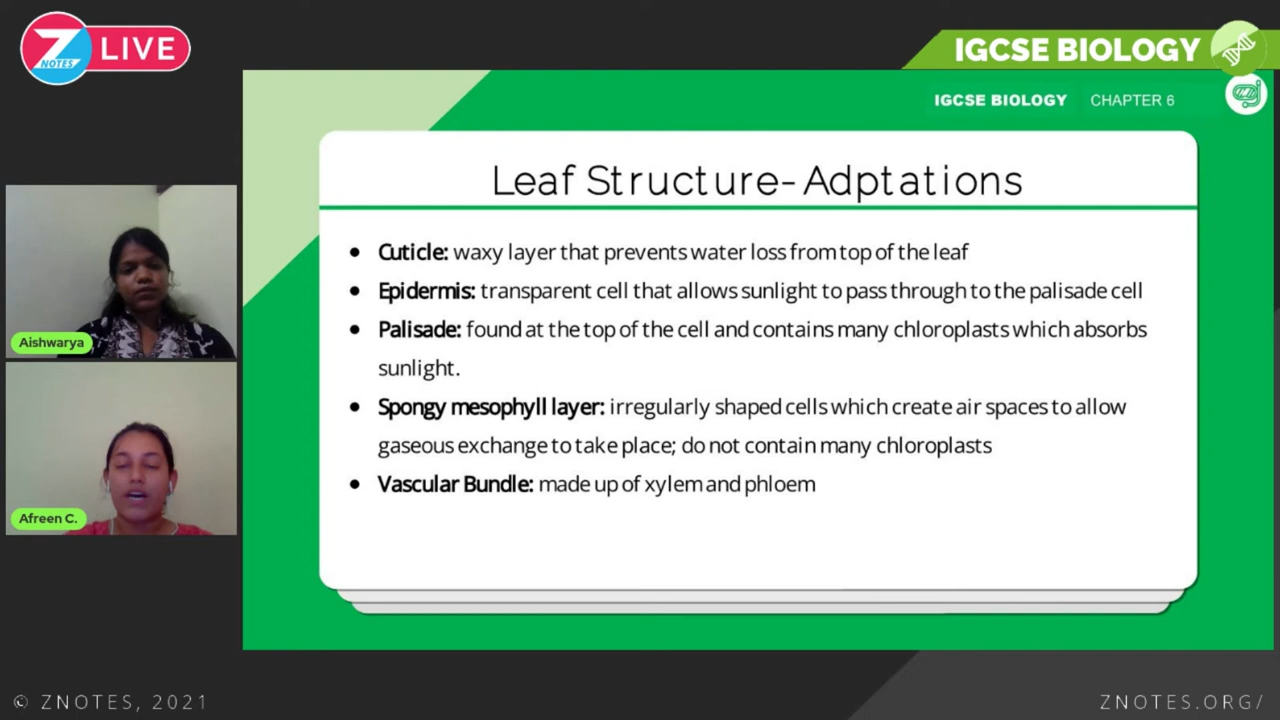 Z NOTES LIVE
IGCSE BIOLOGY
IGCSE BIOLOGY CHAPTER 6
Leaf Structure- Adptations
Cuticle: waxy layer that prevents water loss from top of the leaf
Epidermis: transparent cell that allows sunlight to pass through to the palisade cell
Palisade: found at the top of the cell and contains many chloroplasts which absorbs
sunlight.
Spongy mesophyll layer: irregularly shaped cells which create air spaces to allow
gaseous exchange to take place; do not contain many chloroplasts
Vascular Bundle: made up of xylem and phloem
Aishwarya
Afreen C.
© ZNOTES, 2021
ZNOTES.ORG/